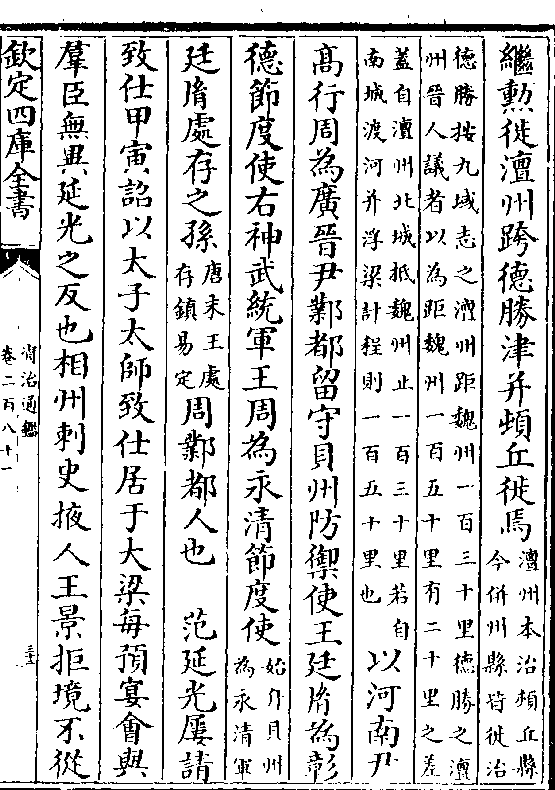 繼勲徙澶州跨德勝津并頓丘徙焉澶州本治頓丘縣今併州縣皆徙治
德勝按九域志之澶州距魏州一百三十里德勝之澶州晉人議者以為距魏州一百五十里有二十里之差
蓋自澶州北城抵魏州止一百三十里若自南城渡河并浮梁計程則一百五十里也以河南尹
高行周為廣晉尹鄴都留守貝州防禦使王廷𦙍為彰
德節度使右神武統軍王周為永清節度使始升貝州為永清軍
廷𦙍處存之孫唐末王處存鎮易定周鄴都人也 范延光屢請
致仕甲寅詔以太子太師致仕居于大梁每預宴會與
羣臣無異延光之反也相州刺史掖人王景拒境不從
欽定四庫全書
資治通鑑
卷二百八十一
三十